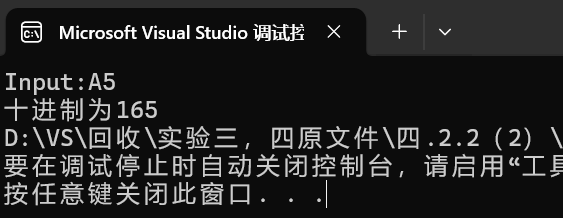 Microsoft Visual Studio 调试控
Input:A5
十进制为165
D:\VS\回收\实验三，四原文件\四.2.2（2）\
要在调试停止时自动关闭控制台，请启用“工具
按任意键关闭此窗口. . .